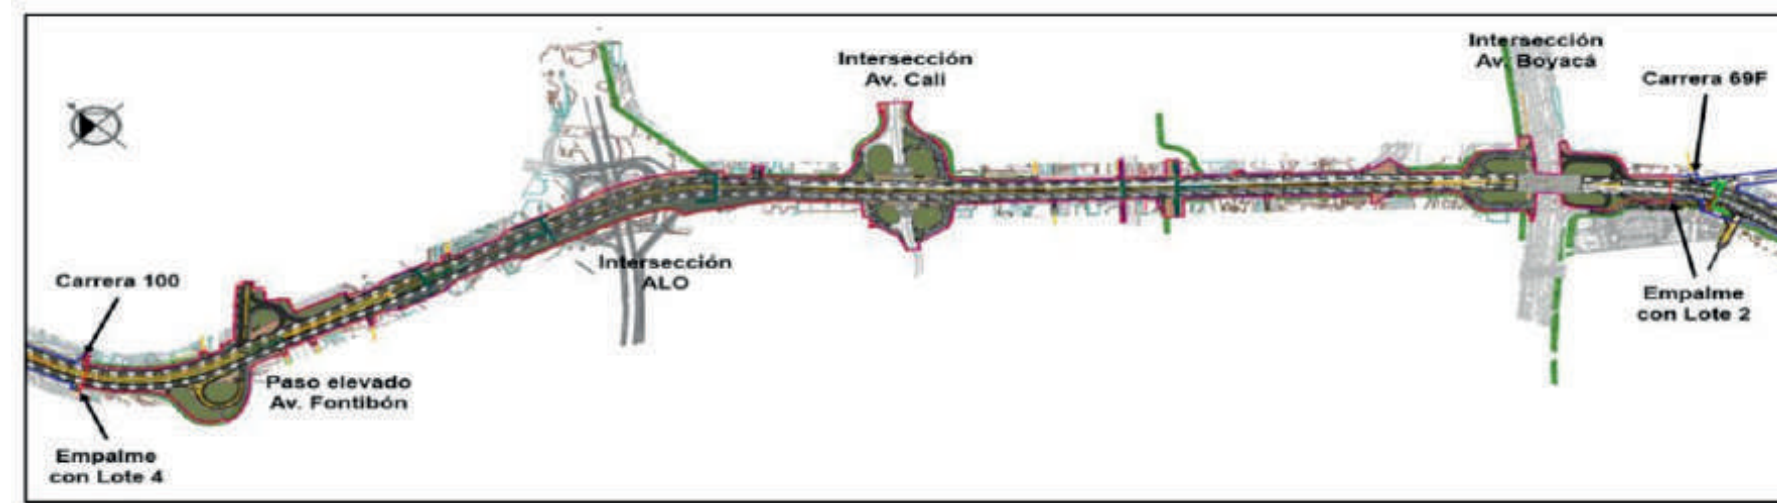 Intersección
Av. Boyacá
Intersección
Av. Cali
Carrera 69F
Intersección
ALO
Carrera 100
Empalme
con Lote 2
Paso elevado
Av. Fontibón
Empalme
con Lote 4